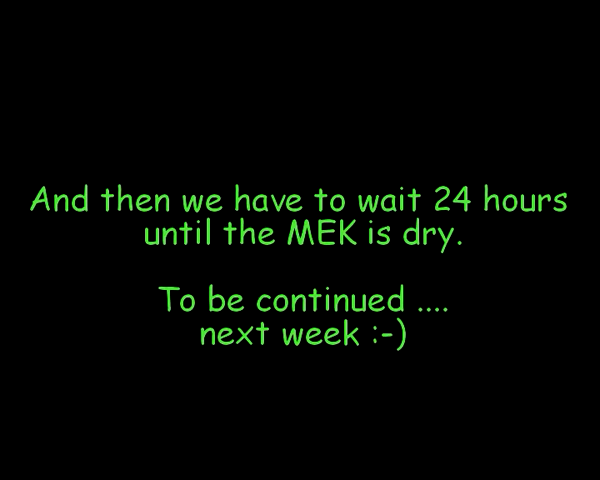 And then we have to wait 24 hours
until the MEK is dry.
To be continued ....
next week :-)